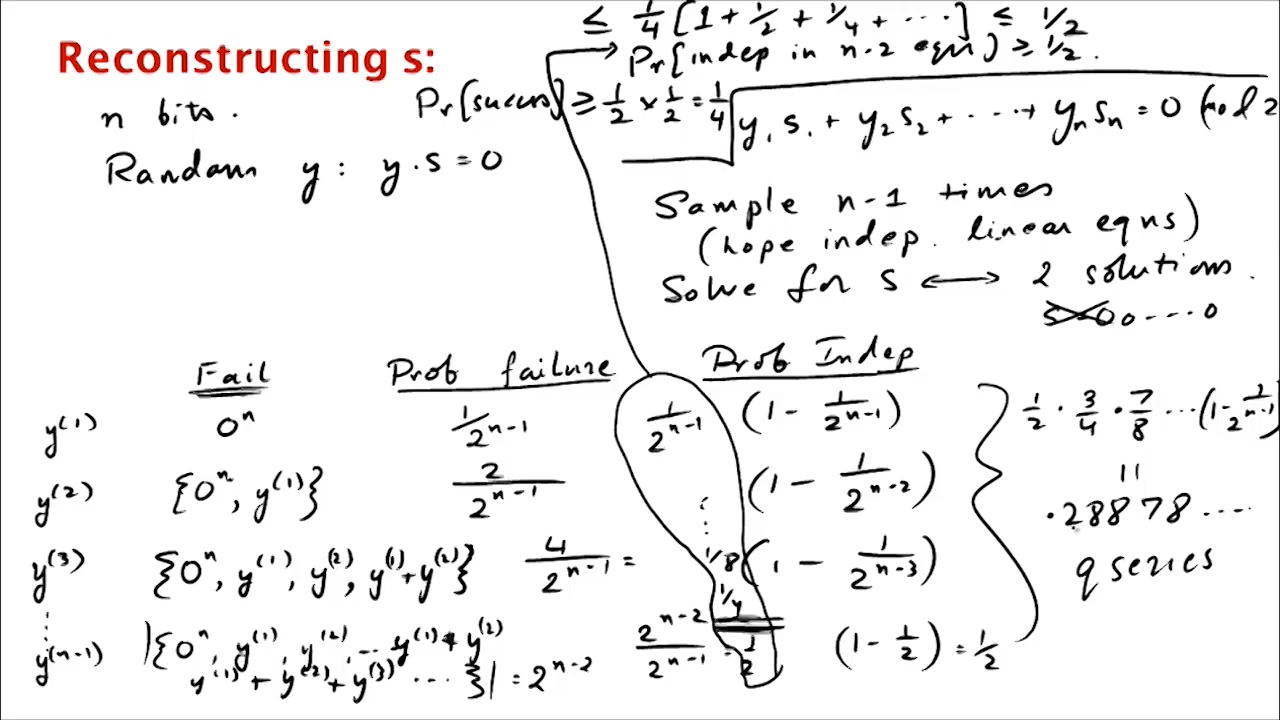 ≤ 1/4 [1 + 1/2 + 1/4 + ····] ≤ 1/2
Reconstructing s:
Pr[indep in n-2 eqns] ≥ 1/2.
n bits.
Pr[success] ≥ 1/2 × 1/2 = 1/4
y₁s₁ + y₂s₂ + ····+ yₙsₙ = 0 (mod 2
Random y: y.s = 0
Sample n-1 times
(hope indep. linear eqns)
Solve for s ⟷ 2 solutions.
s=00---0
Fail Prob failure Prob Indep
y⁽¹⁾ 0ⁿ 1/2ⁿ⁻¹ 1/2ⁿ⁻¹ (1 - 1/2ⁿ⁻¹) 1/2 · 3/4 · 7/8 ···(1-1/2ⁿ⁻¹)
y⁽²⁾ {0ⁿ, y⁽¹⁾} 2/2ⁿ⁻¹ ⋮ (1 - 1/2ⁿ⁻²) ||
.28878....
y⁽³⁾ {0ⁿ, y⁽¹⁾, y⁽²⁾, y⁽¹⁾+y⁽²⁾} 4/2ⁿ⁻¹ = 1/8 (1 - 1/2ⁿ⁻³) q series
⋮ 1/4
y⁽ⁿ⁻¹⁾ |{0ⁿ, y⁽¹⁾, y⁽²⁾, -- y⁽¹⁾+y⁽²⁾ 2ⁿ⁻²/2ⁿ⁻¹ = 1/2 (1 - 1/2) = 1/2
y⁽¹⁾+y⁽²⁾+y⁽³⁾ ···· }| = 2ⁿ⁻²